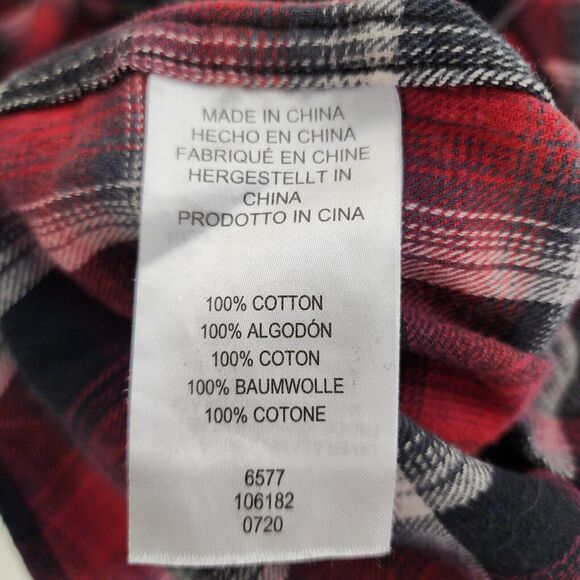 MADE IN CHINA
HECHO EN CHINA
FABRIQUÉ EN CHINE
HERGESTELLT IN
CHINA
PRODOTTO IN CINA
100% COTTON
100% ALGODÓN
100% COTON
100% BAUMWOLLE
100% COTONE
6577
106182
0720